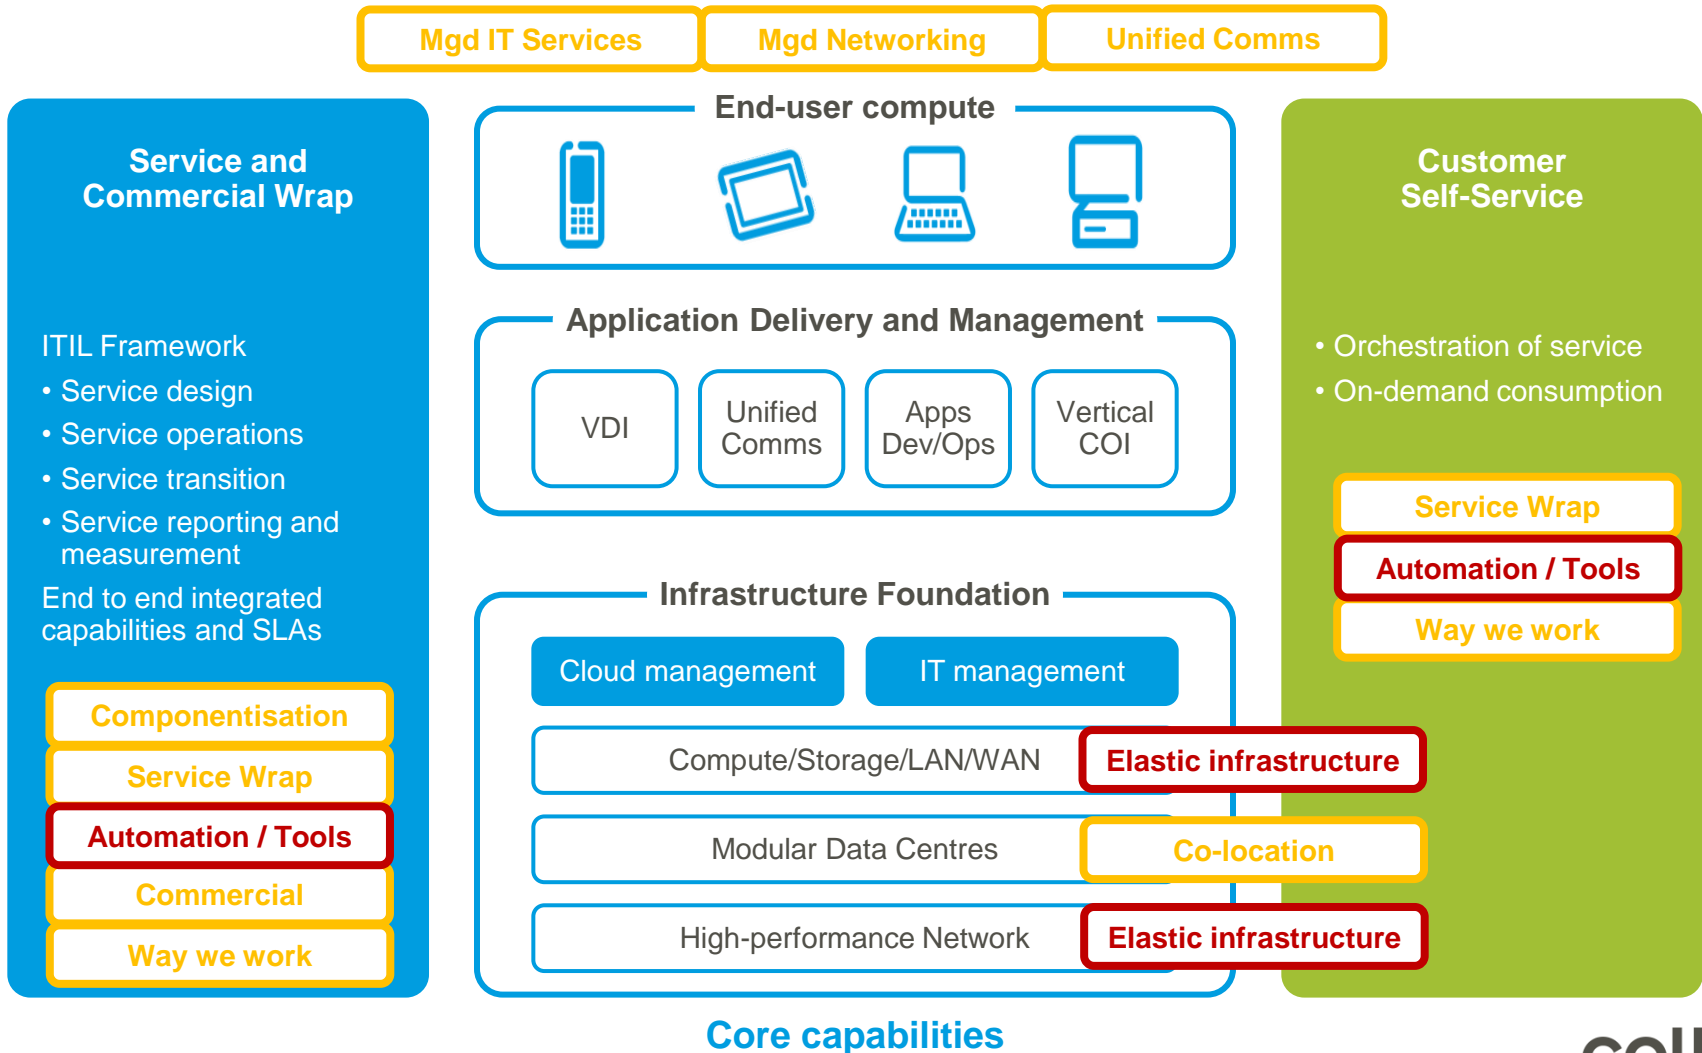 Mgd IT Services
Mgd Networking
Unified Comms
Service and
Commercial Wrap
ITIL Framework
• Service design
• Service operations
• Service transition
• Service reporting and
measurement
End to end integrated
capabilities and SLAs
Componentisation
Service Wrap
Automation / Tools
Commercial
Way we work
End-user compute
Application Delivery and Management
VDI
Unified
Comms
Apps
Dev/Ops
Vertical
COI
Infrastructure Foundation
Cloud management
IT management
Compute/Storage/LAN/WAN
Elastic infrastructure
Modular Data Centres
Co-location
High-performance Network
Elastic infrastructure
Core capabilities
Customer
Self-Service
• Orchestration of service
• On-demand consumption
Service Wrap
Automation / Tools
Way we work